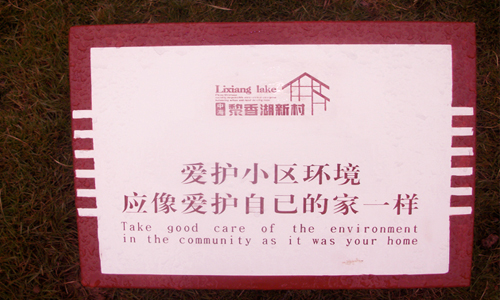 Lixiang lake
黎香湖新村
爱护小区环境
应像爱护自己的家一样
Take good care of the environment
in the community as it was your home